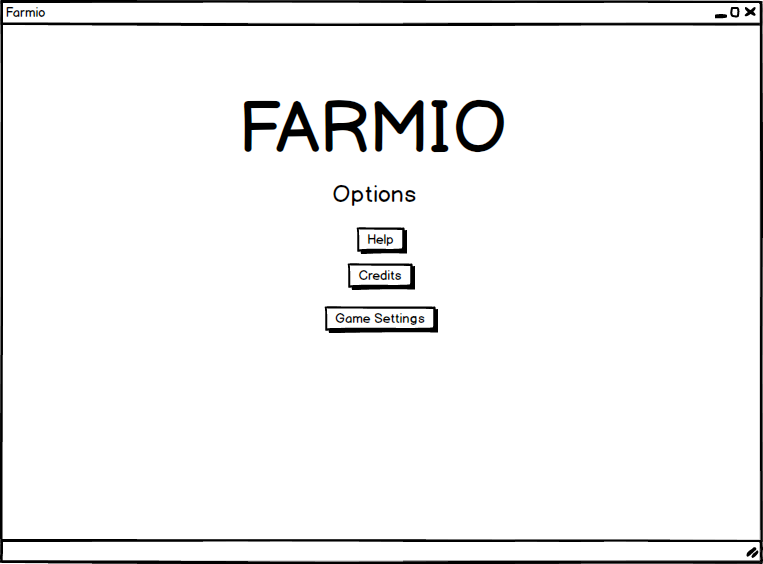 Farmio
FARMIO
Options
Help
Credits
Game Settings